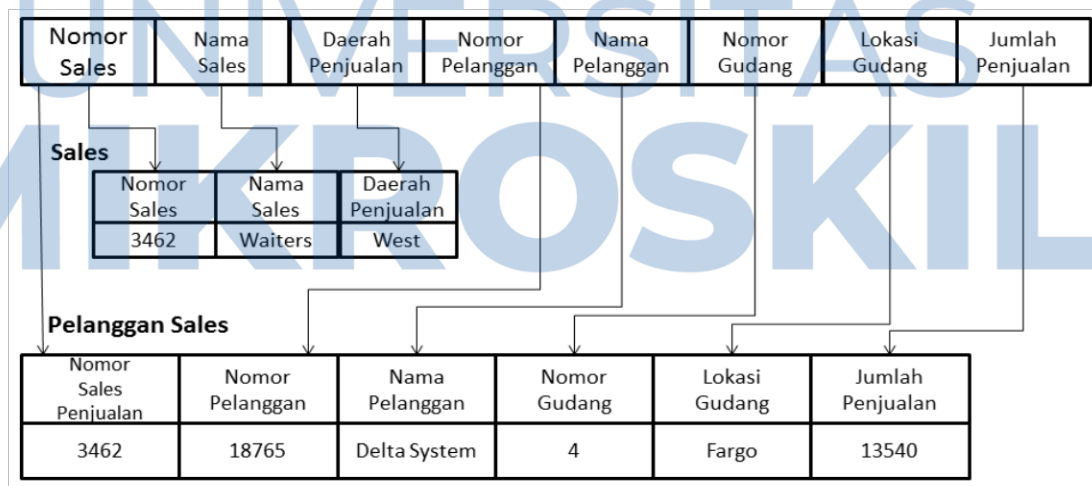 UNIVERSITAS
MIKROSKIL
Nomor
Sales
Nama
Sales
Daerah
Penjualan
Nomor
Pelanggan
Nama
Pelanggan
Nomor
Gudang
Lokasi
Gudang
Jumlah
Penjualan
Sales
Nomor
Sales
Nama
Sales
Daerah
Penjualan
3462
Waiters
West
Pelanggan Sales
Nomor
Sales
Penjualan
Nomor
Pelanggan
Nama
Pelanggan
Nomor
Gudang
Lokasi
Gudang
Jumlah
Penjualan
3462
18765
Delta System
4
Fargo
13540